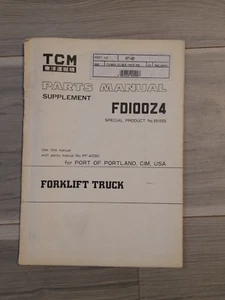 TCM
PARTS MANUAL
SUPPLEMENT
FD100Z4
SPECIAL PRODUCT No.
Use this manual
with parts manual No.
for PORT OF PORTLAND, CIM, USA
FORKLIFT TRUCK